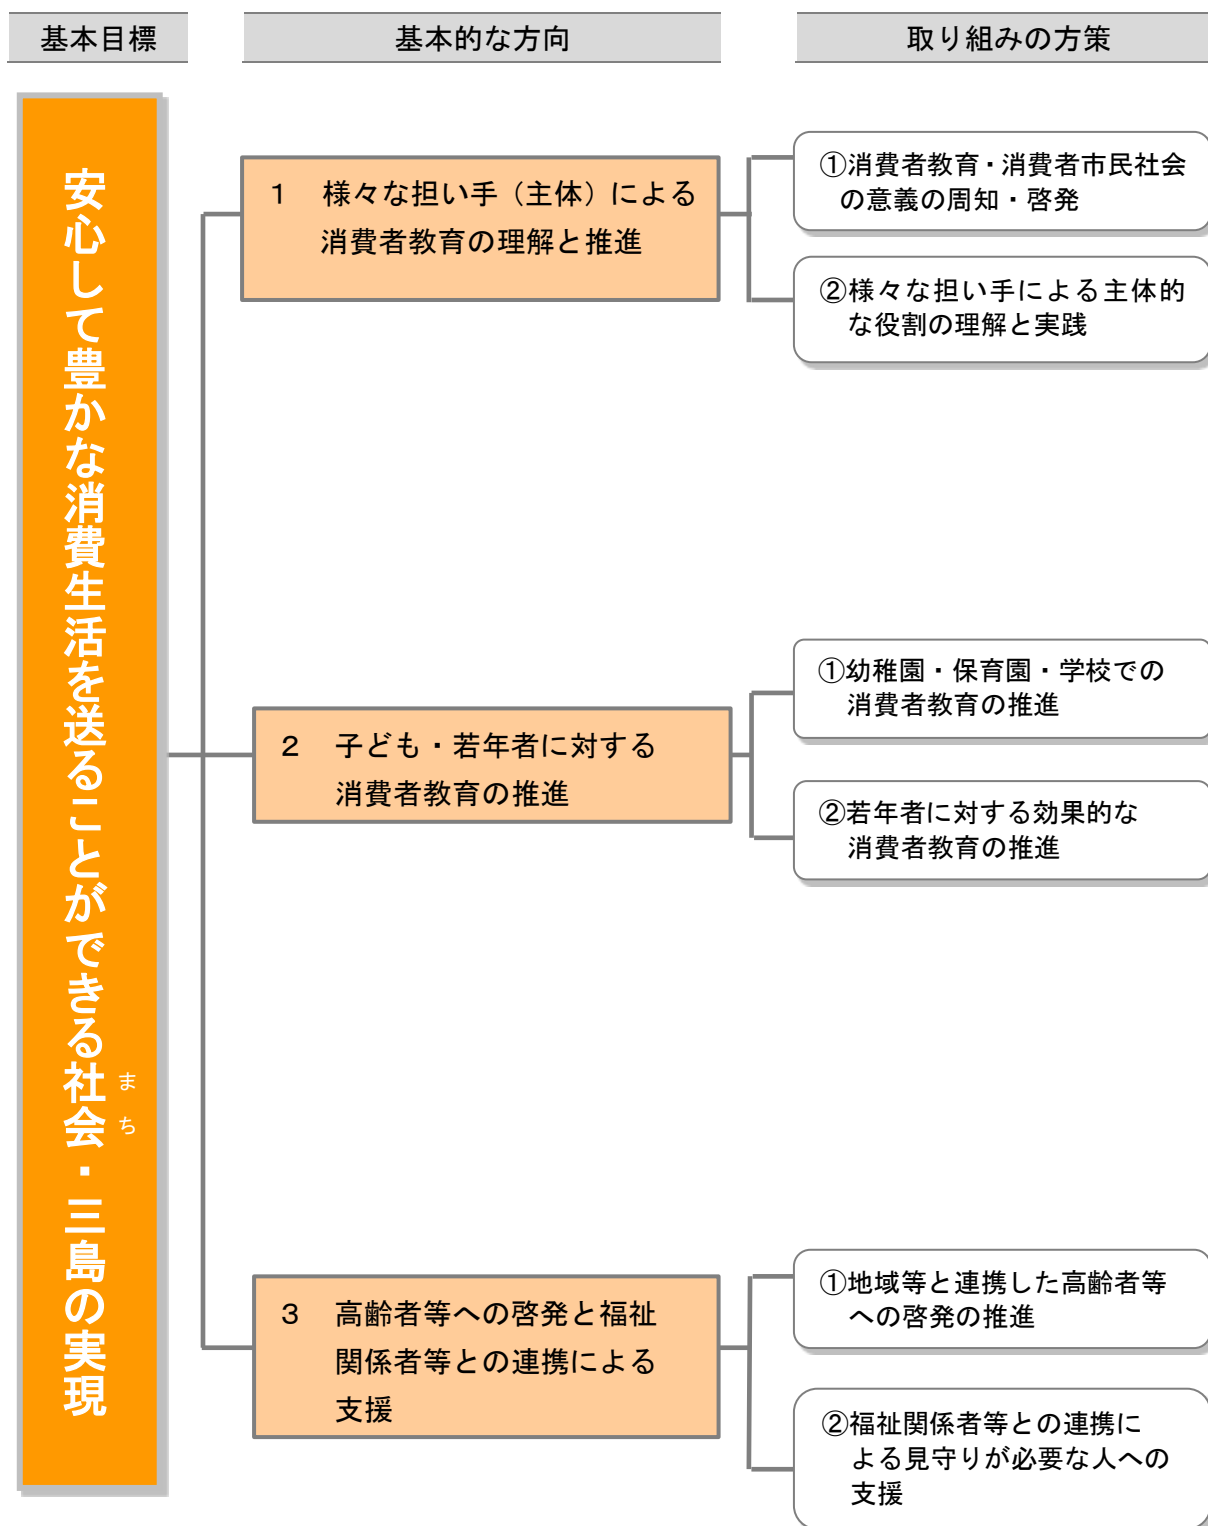 基本目標
基本的な方向
取り組みの方策
安心して豊かな消費生活を送ることができる社会・三島の実現
まち
１　様々な担い手（主体）による
消費者教育の理解と推進
①消費者教育・消費者市民社会
の意義の周知・啓発
②様々な担い手による主体的
な役割の理解と実践
２　子ども・若年者に対する
消費者教育の推進
①幼稚園・保育園・学校での
消費者教育の推進
②若年者に対する効果的な
消費者教育の推進
３　高齢者等への啓発と福祉
関係者等との連携による
支援
①地域等と連携した高齢者等
への啓発の推進
②福祉関係者等との連携に
よる見守りが必要な人への
支援